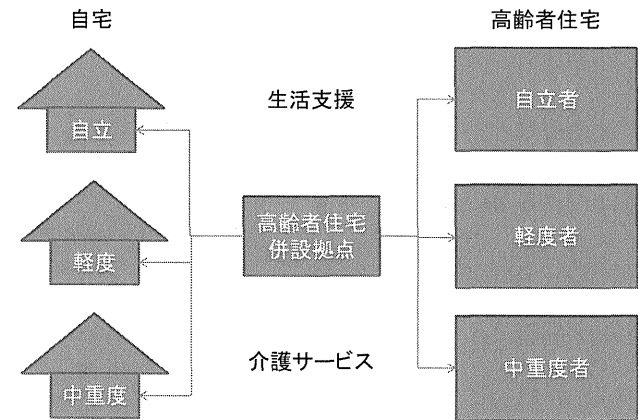 自宅
高齢者住宅
生活支援
自立
自立者
高齢者住宅
併設拠点
軽度
軽度者
介護サービス
中重度
中重度者